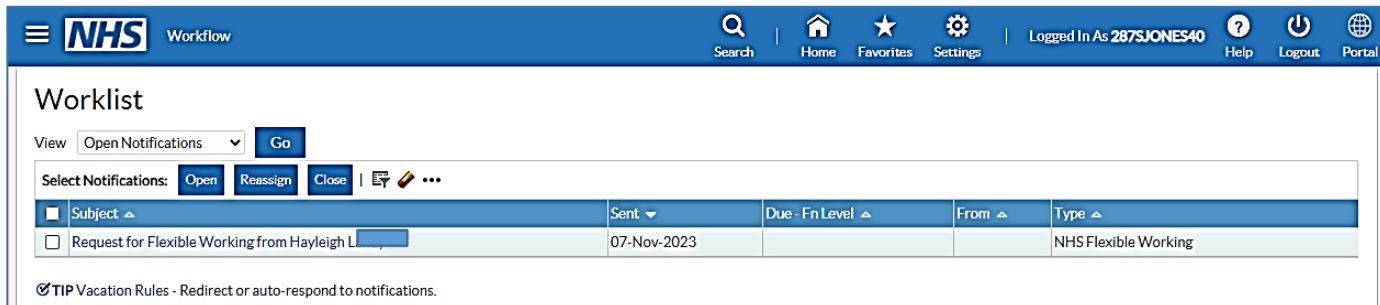 NHS Workflow Search Home Favorites Settings Logged In As 287SJONES40 Help Logout Portal
Worklist
View Open Notifications Go
Select Notifications: Open Reassign Close
Subject Sent Due - Fn Level From Type
Request for Flexible Working from Hayleigh 07-Nov-2023 NHS Flexible Working
TIP Vacation Rules - Redirect or auto-respond to notifications.